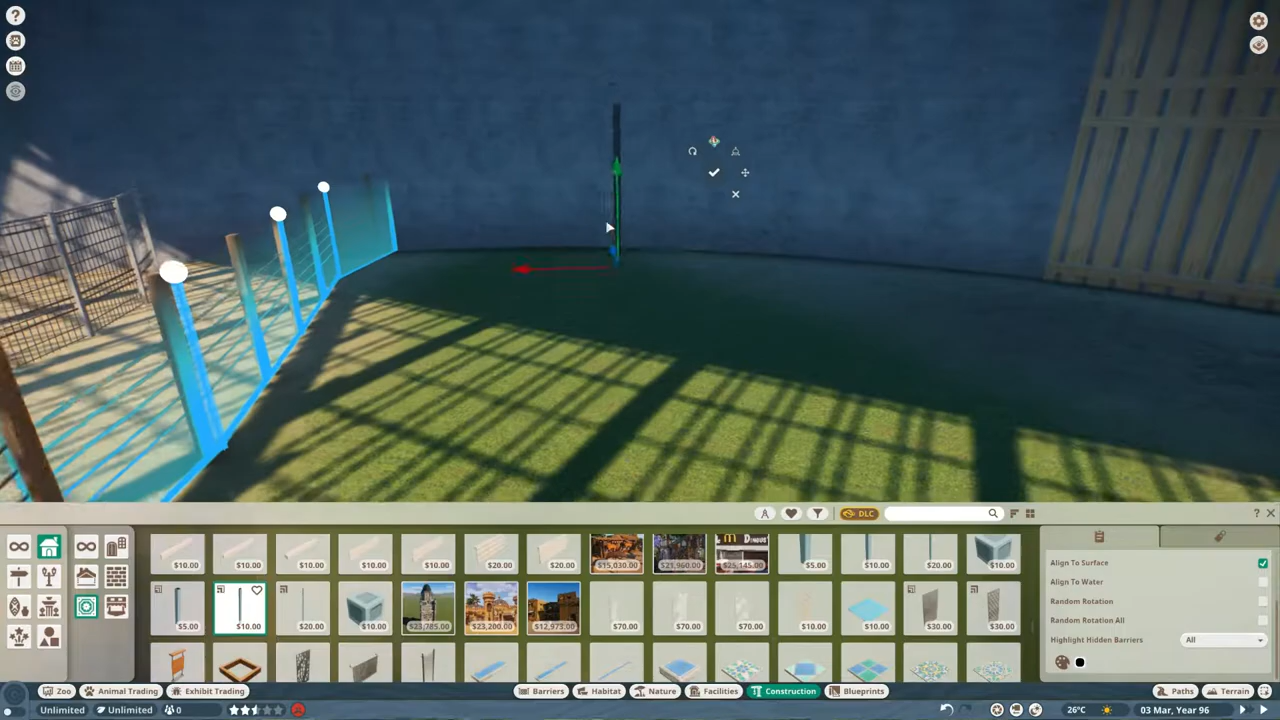 DLC
?
$10.00 $10.00 $10.00 $10.00 $10.00 $20.00 $20.00 $15,030.00 $21,960.00 $25,145.00 $5.00 $10.00 $20.00 $10.00
$5.00 $10.00 $20.00 $10.00 $23,785.00 $23,200.00 $12,973.00 $70.00 $70.00 $70.00 $10.00 $10.00 $30.00 $30.00
Align To Surface
Align To Water
Random Rotation
Random Rotation All
Highlight Hidden Barriers All
Zoo Animal Trading Exhibit Trading Barriers Habitat Nature Facilities Construction Blueprints Paths Terrain
Unlimited Unlimited 0 26°C 03 Mar, Year 96